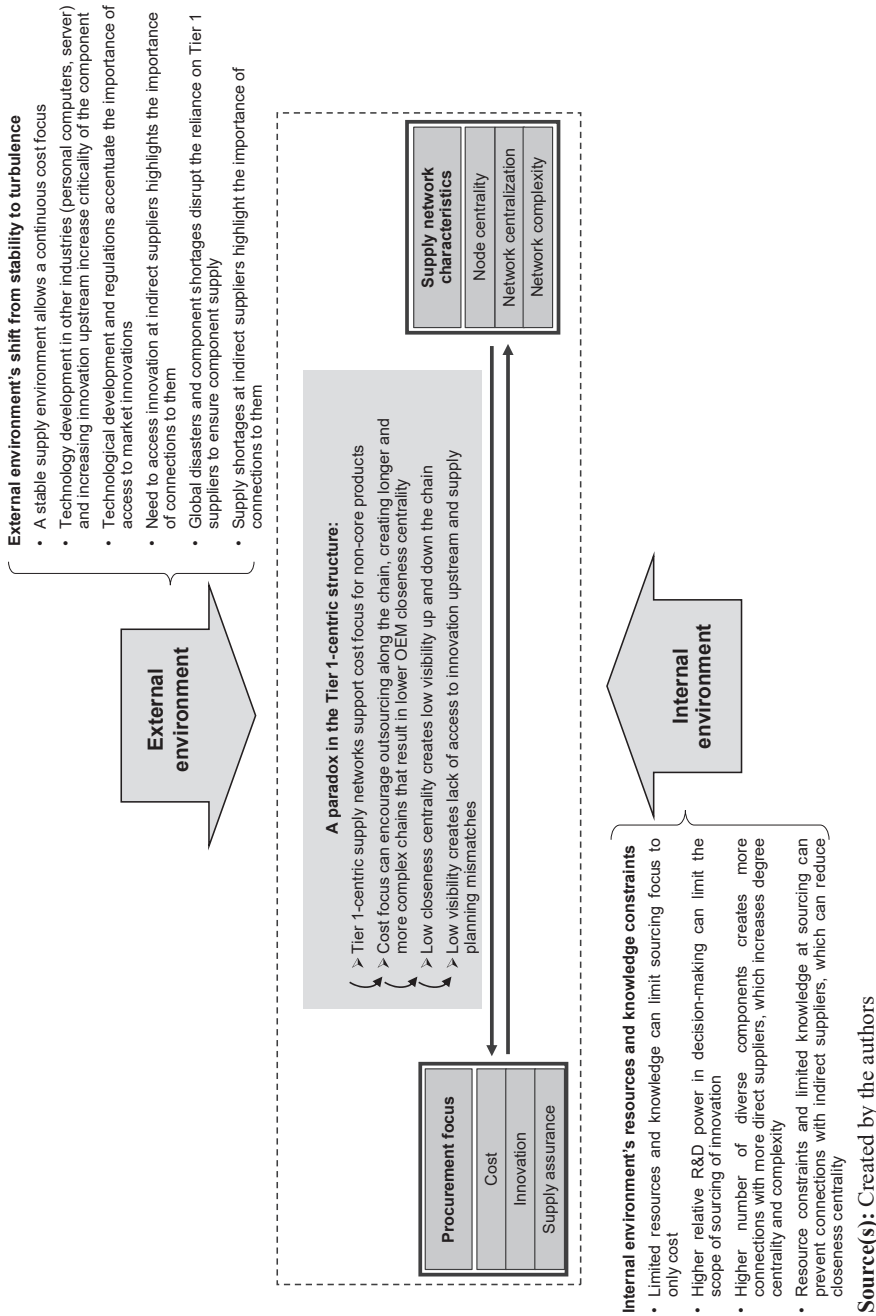 External environment's shift from stability to turbulence
• A stable supply environment allows a continuous cost focus
• Technology development in other industries (personal computers, server)
and increasing innovation upstream increase criticality of the component
• Technological development and regulations accentuate the importance of
access to market innovations
• Need to access innovation at indirect suppliers highlights the importance
of connections to them
• Global disasters and component shortages disrupt the reliance on Tier 1
suppliers to ensure component supply
• Supply shortages at indirect suppliers highlight the importance of
connections to them
External
environment
A paradox in the Tier 1-centric structure:
➢ Tier 1-centric supply networks support cost focus for non-core products
➢ Cost focus can encourage outsourcing along the chain, creating longer and
more complex chains that result in lower OEM closeness centrality
➢ Low closeness centrality creates low visibility up and down the chain
➢ Low visibility creates lack of access to innovation upstream and supply
planning mismatches
Procurement focus
Cost
Innovation
Supply assurance
Supply network
characteristics
Node centrality
Network centralization
Network complexity
Internal
environment
Internal environment's resources and knowledge constraints
• Limited resources and knowledge can limit sourcing focus to
only cost
• Higher relative R&D power in decision-making can limit the
scope of sourcing of innovation
• Higher number of diverse components creates more
connections with more direct suppliers, which increases degree
centrality and complexity
• Resource constraints and limited knowledge at sourcing can
prevent connections with indirect suppliers, which can reduce
closeness centrality
Source(s): Created by the authors